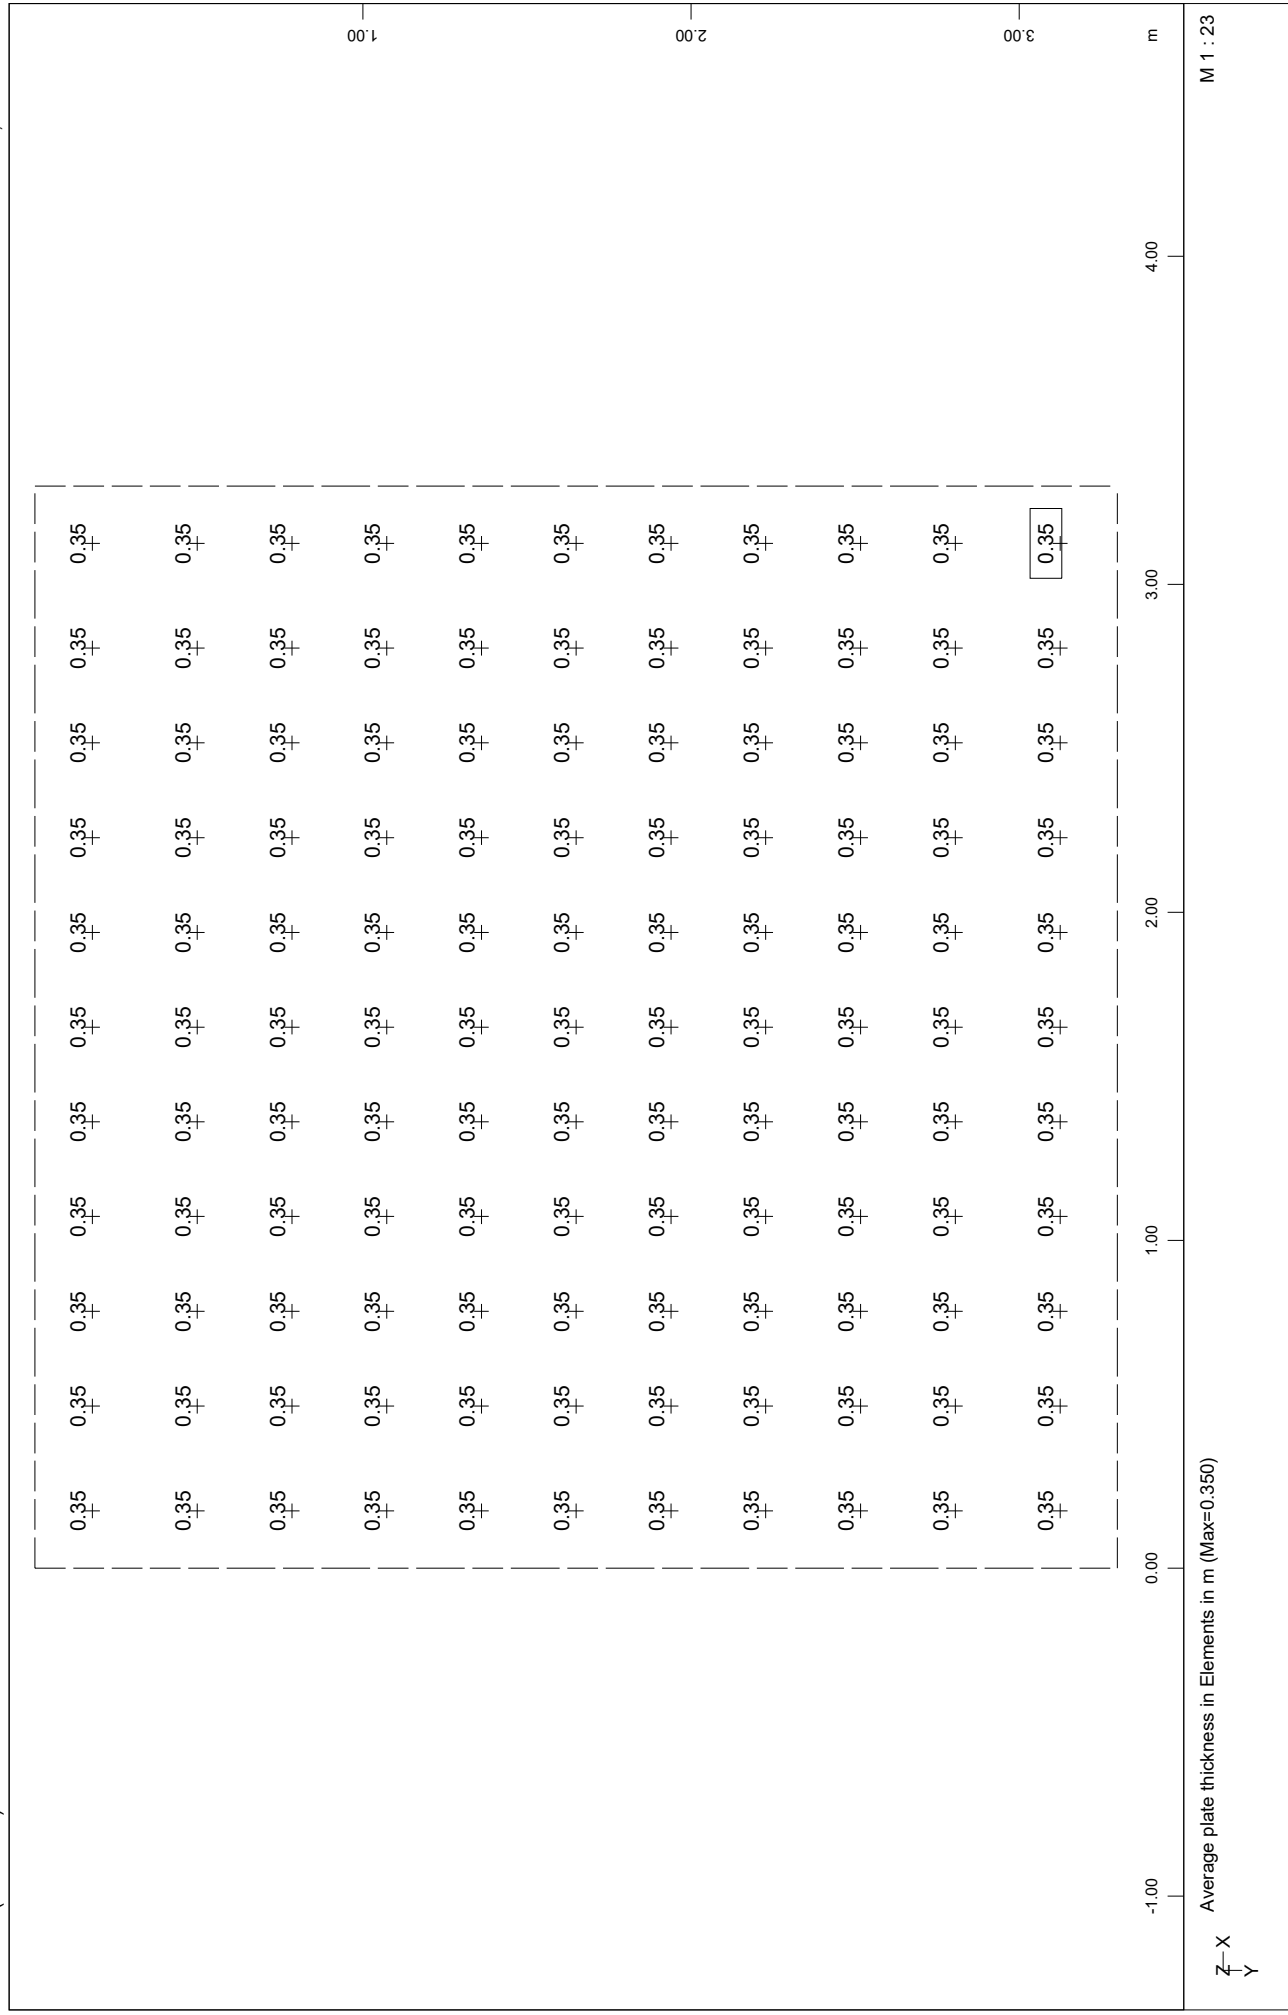 0.35 0.35 0.35 0.35 0.35 0.35 0.35 0.35 0.35 0.35 0.35
0.35 0.35 0.35 0.35 0.35 0.35 0.35 0.35 0.35 0.35 0.35
0.35 0.35 0.35 0.35 0.35 0.35 0.35 0.35 0.35 0.35 0.35
0.35 0.35 0.35 0.35 0.35 0.35 0.35 0.35 0.35 0.35 0.35 1.00
0.35 0.35 0.35 0.35 0.35 0.35 0.35 0.35 0.35 0.35 0.35
0.35 0.35 0.35 0.35 0.35 0.35 0.35 0.35 0.35 0.35 0.35
0.35 0.35 0.35 0.35 0.35 0.35 0.35 0.35 0.35 0.35 0.35
2.00
0.35 0.35 0.35 0.35 0.35 0.35 0.35 0.35 0.35 0.35 0.35
0.35 0.35 0.35 0.35 0.35 0.35 0.35 0.35 0.35 0.35 0.35
0.35 0.35 0.35 0.35 0.35 0.35 0.35 0.35 0.35 0.35 0.35
3.00
0.35 0.35 0.35 0.35 0.35 0.35 0.35 0.35 0.35 0.35 0.35
-1.00 0.00 1.00 2.00 3.00 4.00 m
Average plate thickness in Elements in m (Max=0.350) M 1 : 23
Z X
Y